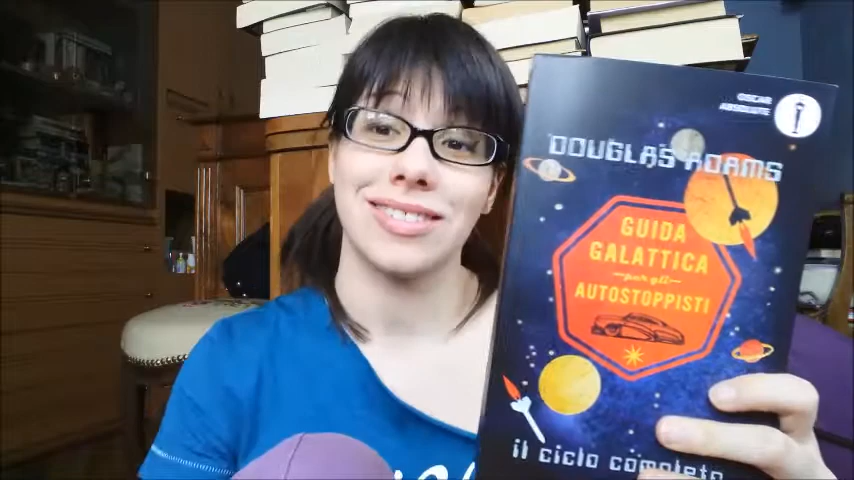 OSCAR
ABSOLUTE
DOUGLAS ADAMS
GUIDA
GALATTICA
per gli
AUTOSTOPPISTI
il ciclo completo